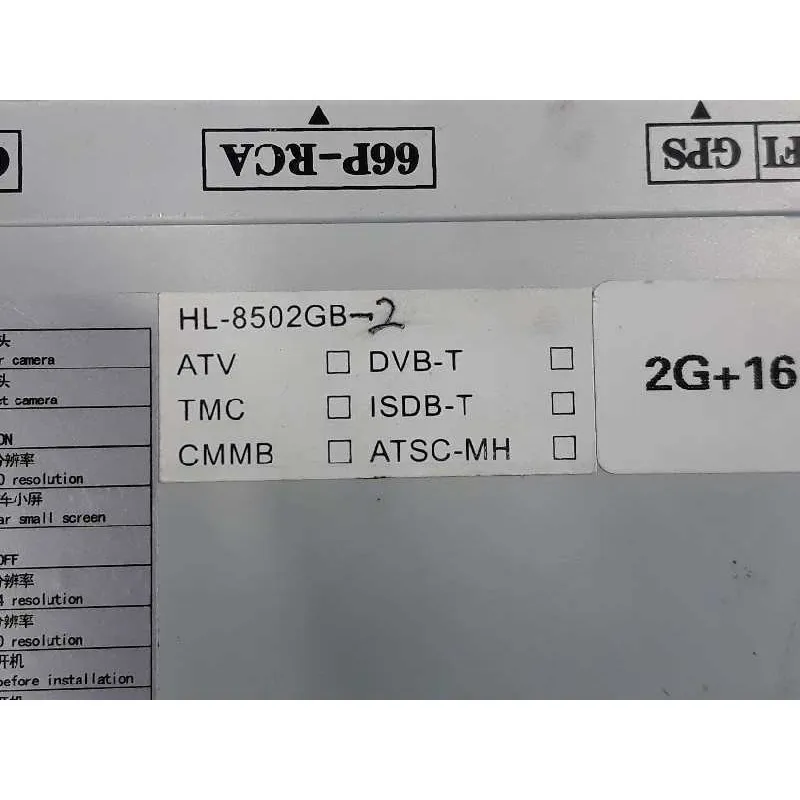 66P-RCA
GPS
HL-8502GB-2
ATV □ DVB-T □
TMC □ ISDB-T □
CMMB □ ATSC-MH □
2G+16
头
camera
头
camera
ON
分辨率
0 resolution
车小屏
small screen
OFF
分辨率
4 resolution
分辨率
0 resolution
开机
before installation